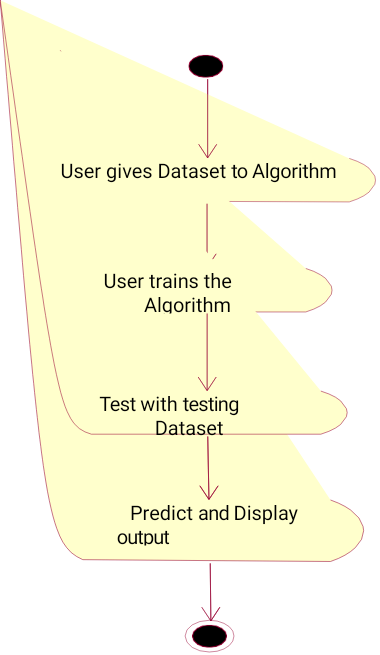 User gives Dataset to Algorithm
User trains the
Algorithm
Test with testing
Dataset
Predict and Display
output